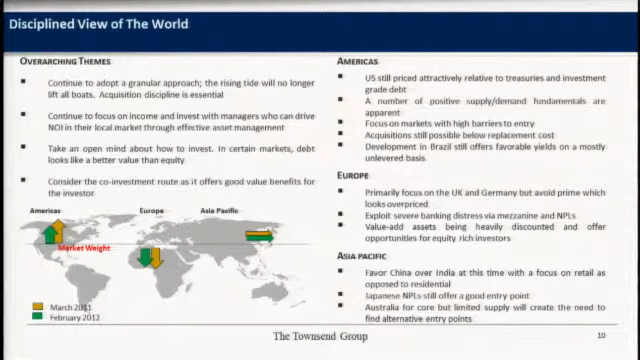 Disciplined View of The World
OVERARCHING THEMES
Continue to adopt a granular approach; the rising tide will no longer
lift all boats. Acquisition discipline is essential
Continue to focus on income and invest with managers who can drive
NOI in their local market through effective asset management
Take an open mind about how to invest. In certain markets, debt
looks like a better value than equity
Consider the co-investment route as it offers good value benefits for
the investor
Americas
Europe
Asia Pacific
Market Weight
March 2011
February 2012
AMERICAS
US still priced attractively relative to treasuries and investment
grade debt
A number of positive supply/demand fundamentals are
apparent
Focus on markets with high barriers to entry
Acquisitions still possible below replacement cost
Development in Brazil still offers favorable yields on a mostly
unlevered basis
EUROPE
Primarily focus on the UK and Germany but avoid prime which
looks overpriced
Exploit severe banking distress via mezzanine and NPLs
Value-add assets being heavily discounted and offer
opportunities for equity rich investors
ASIA PACIFIC
Favor China over India at this time with a focus on retail as
opposed to residential
Japanese NPLs still offer a good entry point
Australia for core but limited supply will create the need to
find alternative entry points
The Townsend Group
10